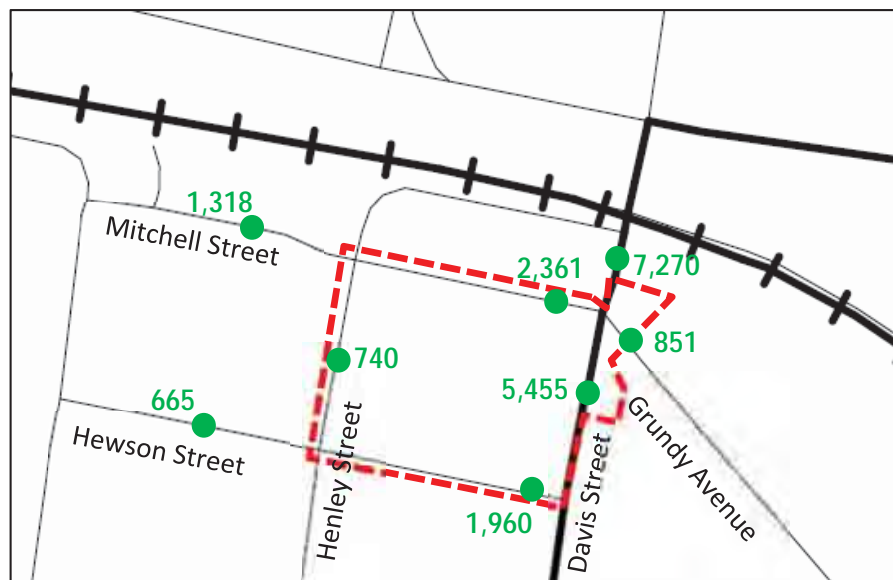 1,318
Mitchell Street
2,361
7,270
851
740
5,455
665
Hewson Street
Henley Street
1,960
Davis Street
Grundy Avenue